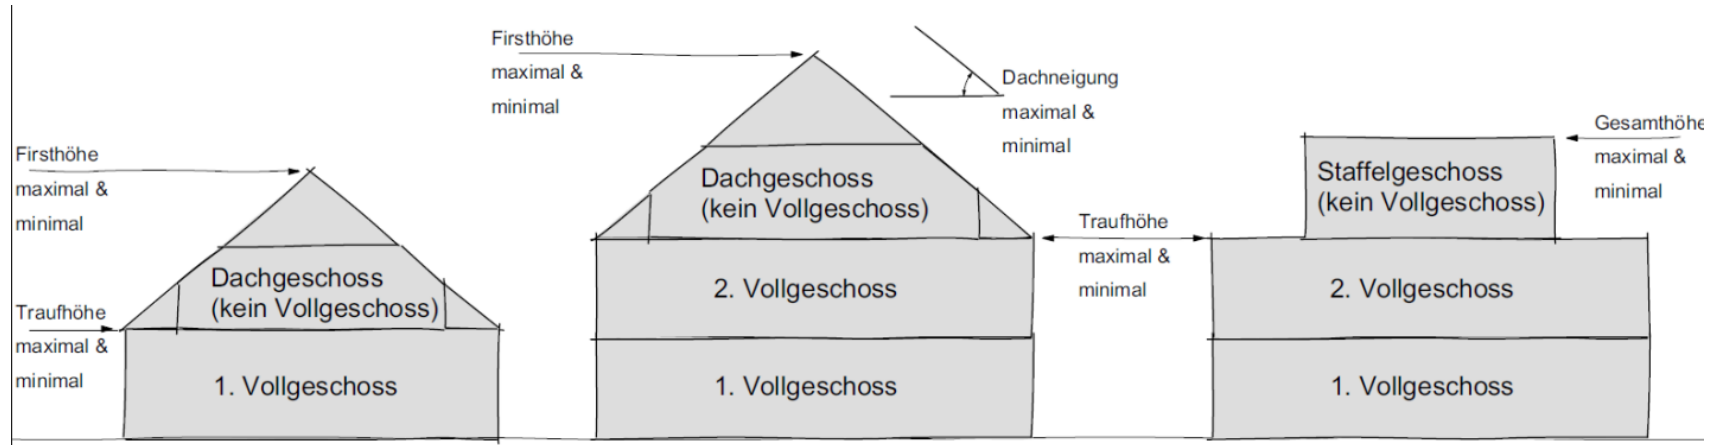 Firsthöhe
maximal &
minimal
Traufhöhe
maximal &
minimal
Dachgeschoss
(kein Vollgeschoss)
1. Vollgeschoss
Firsthöhe
maximal &
minimal
Dachneigung
maximal &
minimal
Dachgeschoss
(kein Vollgeschoss)
2. Vollgeschoss
1. Vollgeschoss
Traufhöhe
maximal &
minimal
Gesamthöhe
maximal &
minimal
Staffelgeschoss
(kein Vollgeschoss)
2. Vollgeschoss
1. Vollgeschoss